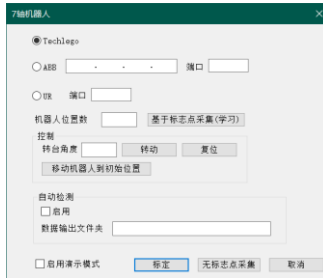 7轴机器人
Techlego
ABB . . . 端口
UR 端口
机器人位置数 基于标志点采集(学习)
控制
转台角度 转动 复位
移动机器人到初始位置
自动检测
启用
数据输出文件夹
启用演示模式 标定 无标志点采集 取消